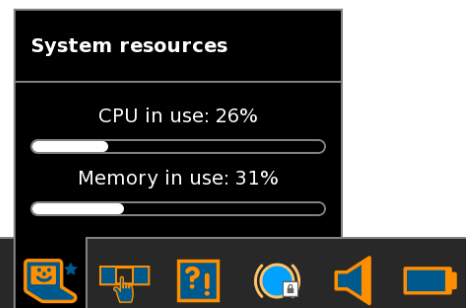 System resources
CPU in use: 26%
Memory in use: 31%
?!